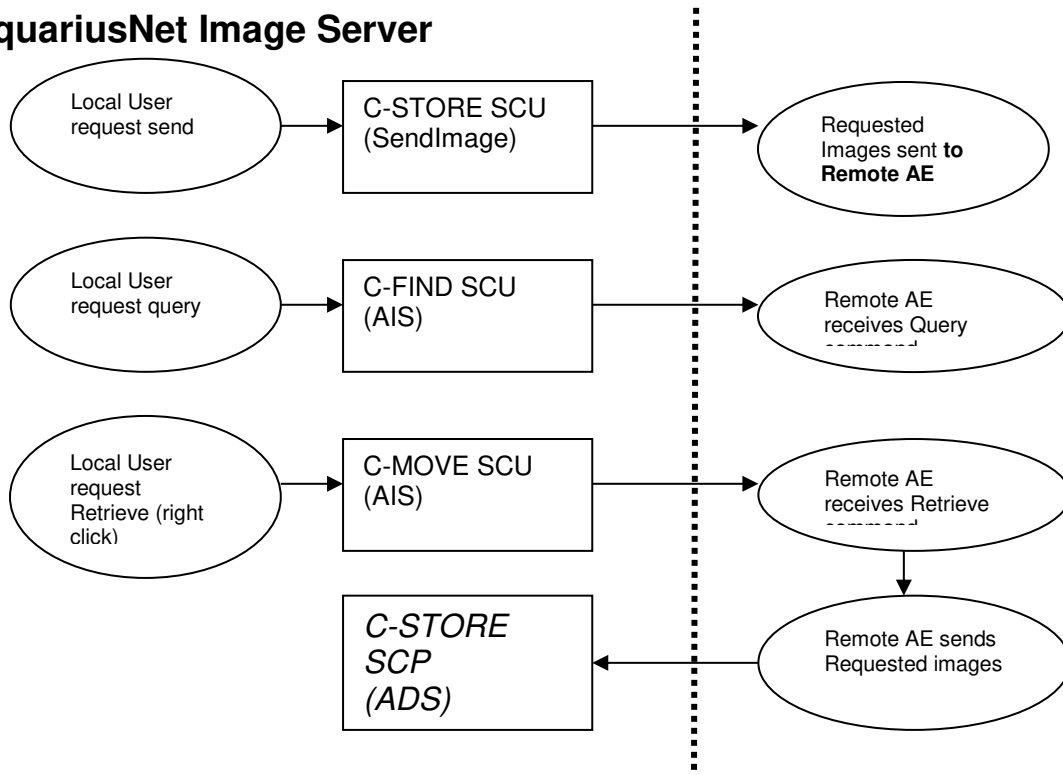 quariusNet Image Server
Local User
request send
C-STORE SCU
(SendImage)
Requested
Images sent to
Remote AE
Local User
request query
C-FIND SCU
(AIS)
Remote AE
receives Query
command
Local User
request
Retrieve (right
click)
C-MOVE SCU
(AIS)
Remote AE
receives Retrieve
command
C-STORE
SCP
(ADS)
Remote AE sends
Requested images